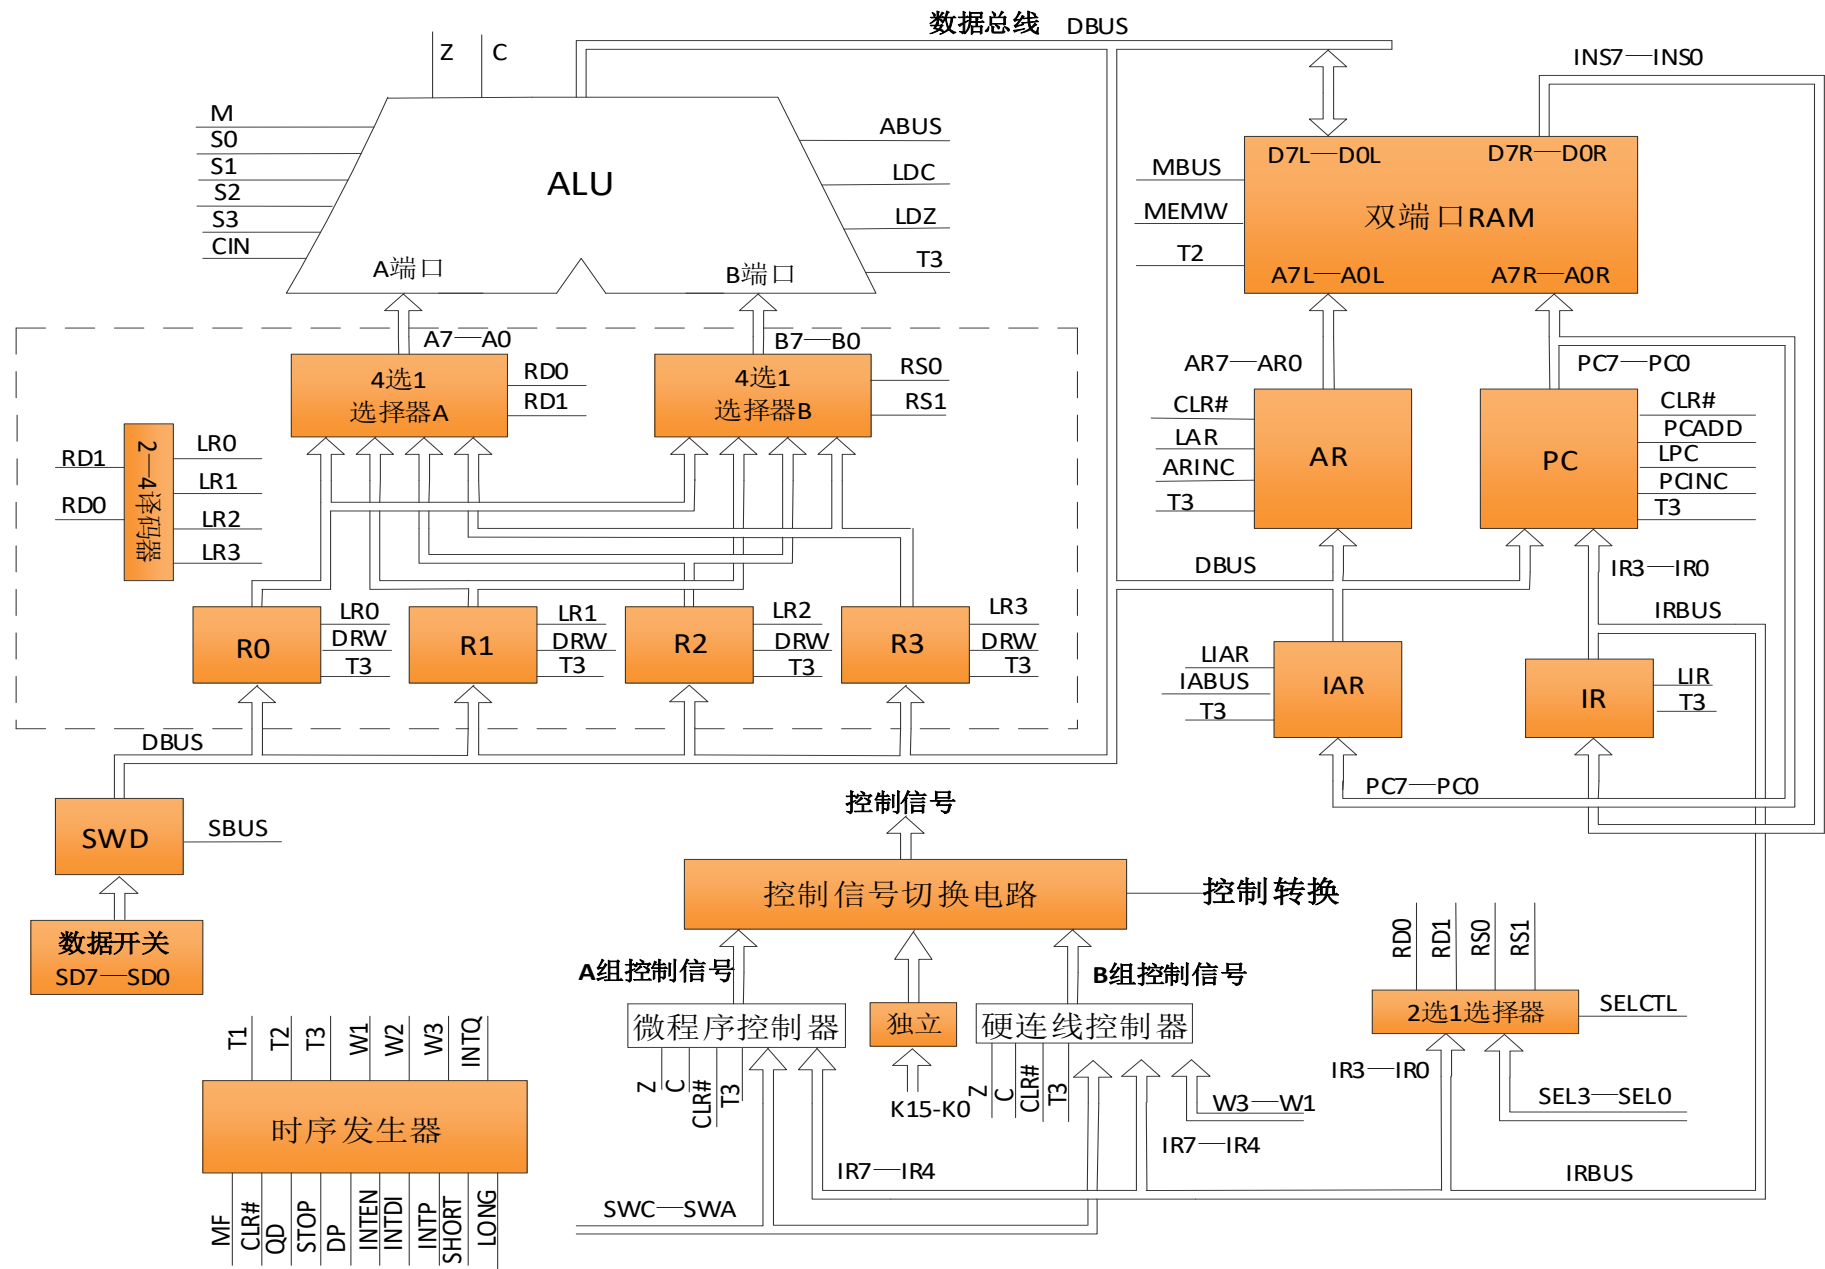 数据总线 DBUS
Z
C
INS7—INS0
M
S0
S1
S2
S3
CIN
ALU
ABUS
LDC
LDZ
T3
A端口
B端口
MBUS
MEMW
T2
D7L—D0L
D7R—D0R
双端口RAM
A7L—A0L
A7R—A0R
A7—A0
B7—B0
4选1
选择器A
RD0
RD1
4选1
选择器B
RS0
RS1
AR7—AR0
PC7—PC0
CLR#
LAR
ARINC
T3
AR
PC
CLR#
PCADD
LPC
PCINC
T3
RD1
RD0
2—4译码器
LR0
LR1
LR2
LR3
DBUS
IR3—IR0
IRBUS
R0
LR0
DRW
T3
R1
LR1
DRW
T3
R2
LR2
DRW
T3
R3
LR3
DRW
T3
LIAR
IABUS
T3
IAR
IR
LIR
T3
DBUS
PC7—PC0
SWD
SBUS
数据开关
SD7—SD0
控制信号
控制信号切换电路
控制转换
A组控制信号
B组控制信号
微程序控制器
独立
硬连线控制器
Z
C
CLR#
T3
K15-K0
Z
C
CLR#
T3
W3—W1
IR7—IR4
IR7—IR4
SWC—SWA
RD0
RD1
RS0
RS1
2选1选择器
SELCTL
IR3—IR0
SEL3—SEL0
IRBUS
T1
T2
T3
W1
W2
W3
INTQ
时序发生器
MF
CLR#
QD
STOP
DP
INTEN
INTDI
INTP
SHORT
LONG